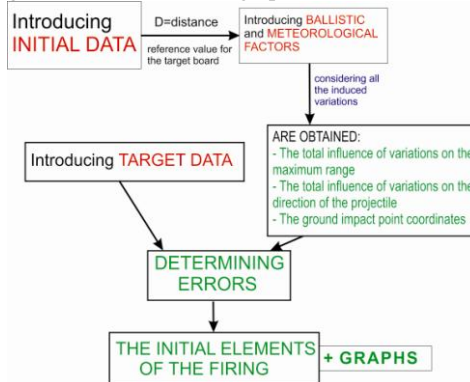 Introducing
INITIAL DATA
D=distance
reference value for
the target board
Introducing BALLISTIC
and METEOROLOGICAL
FACTORS
considering all
the induced
variations
ARE OBTAINED:
- The total influence of variations on the
maximum range
- The total influence of variations on the
direction of the projectile
- The ground impact point coordinates
Introducing TARGET DATA
DETERMINING
ERRORS
THE INITIAL ELEMENTS
OF THE FIRING
+ GRAPHS